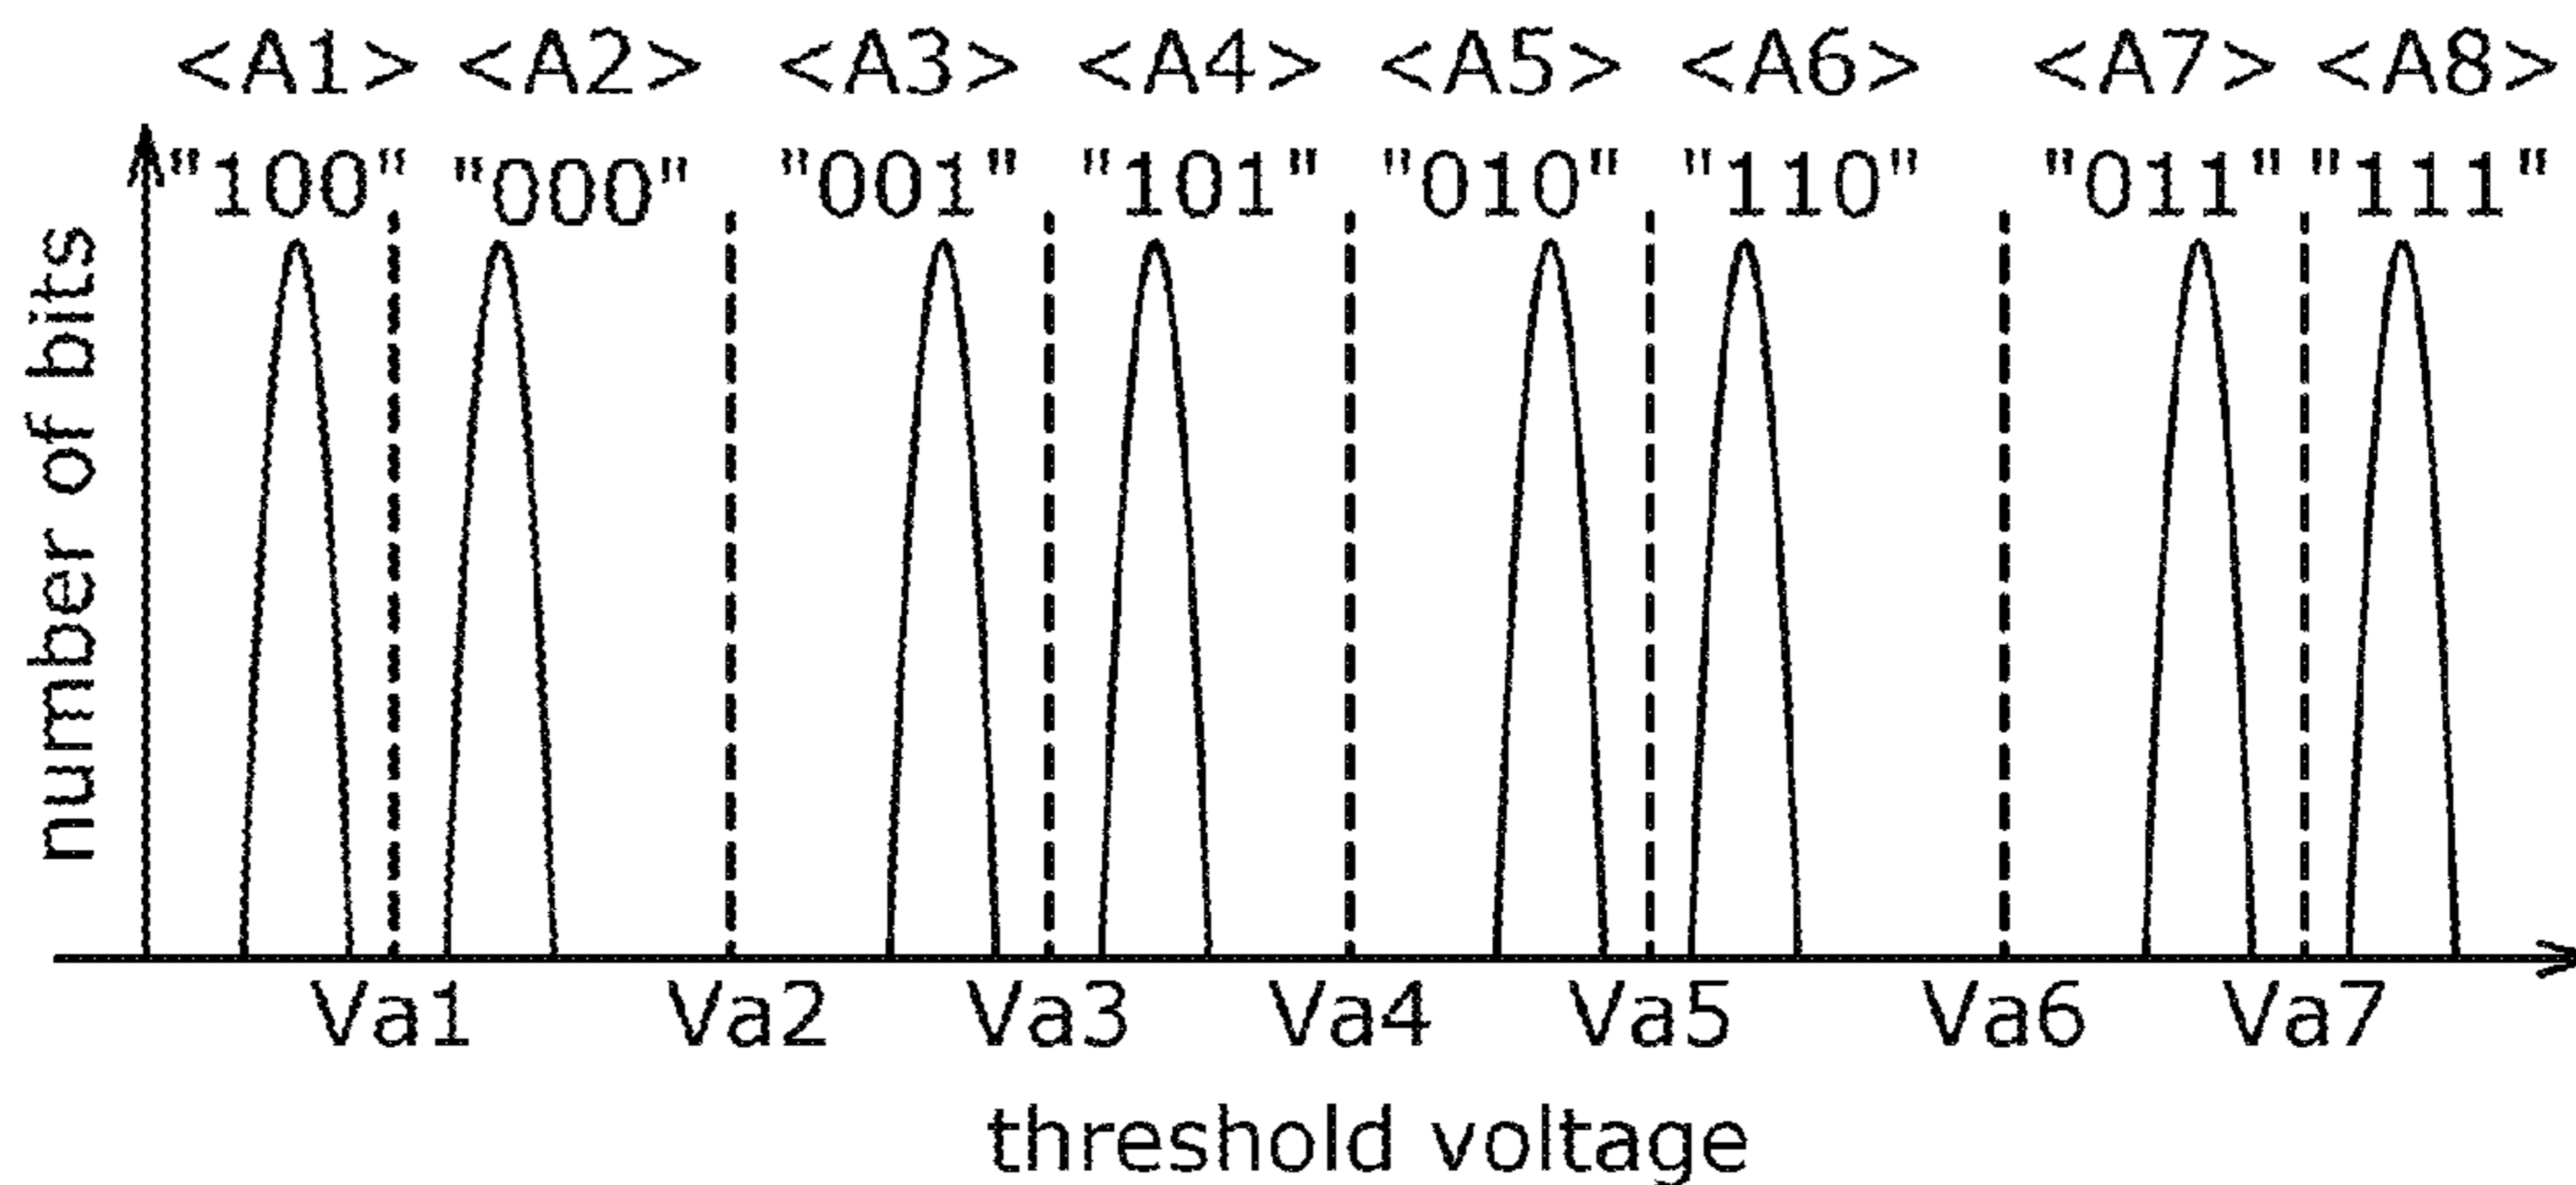 <A1> <A2> <A3> <A4> <A5> <A6> <A7> <A8>
"100" "000" "001" "101" "010" "110" "011" "111"
number of bits
Va1 Va2 Va3 Va4 Va5 Va6 Va7
threshold voltage